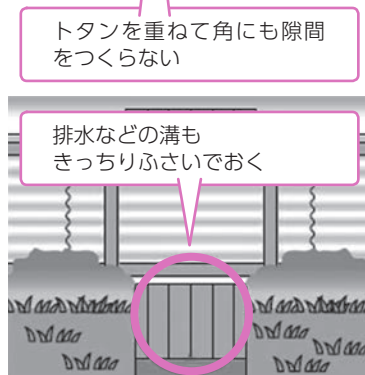 トタンを重ねて角にも隙間
をつくらない
排水などの溝も
きっちりふさいでおく